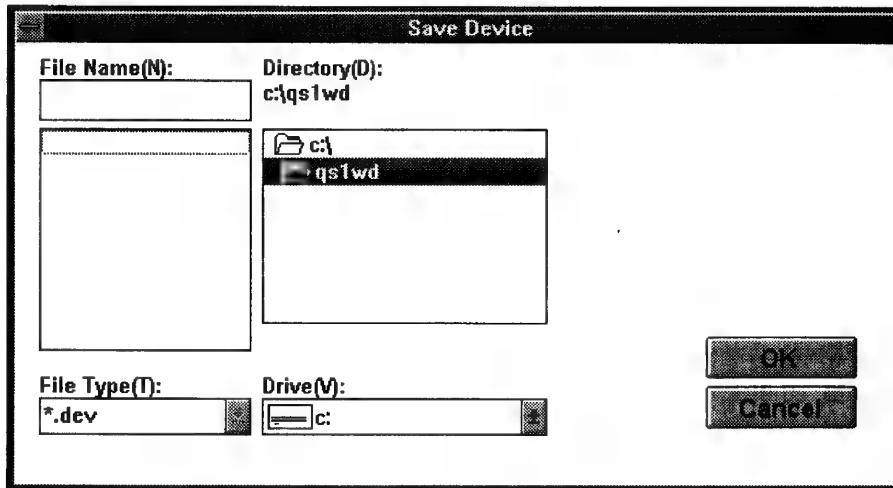 Save Device
File Name(N):
Directory(D):
c:\qs1wd
c:\
qs1wd
File Type(T):
*.dev
Drive(V):
c:
OK
Cancel